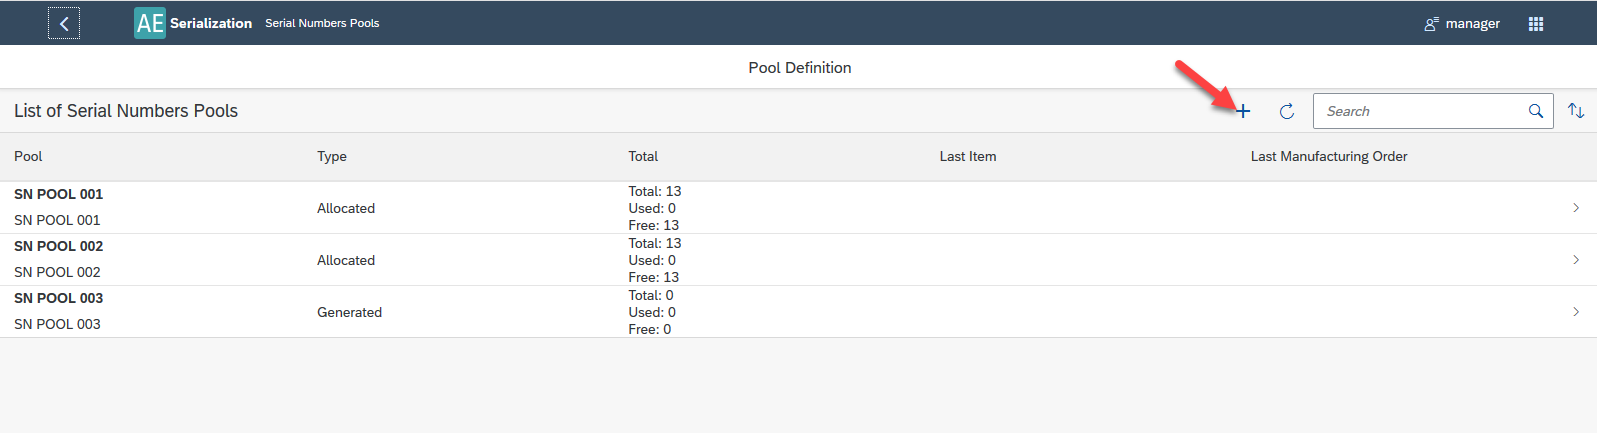 AE Serialization Serial Numbers Pools manager
Pool Definition
List of Serial Numbers Pools Search
Pool Type Total Last Item Last Manufacturing Order
SN POOL 001
SN POOL 001
Allocated
Total: 13
Used: 0
Free: 13
SN POOL 002
SN POOL 002
Allocated
Total: 13
Used: 0
Free: 13
SN POOL 003
SN POOL 003
Generated
Total: 0
Used: 0
Free: 0